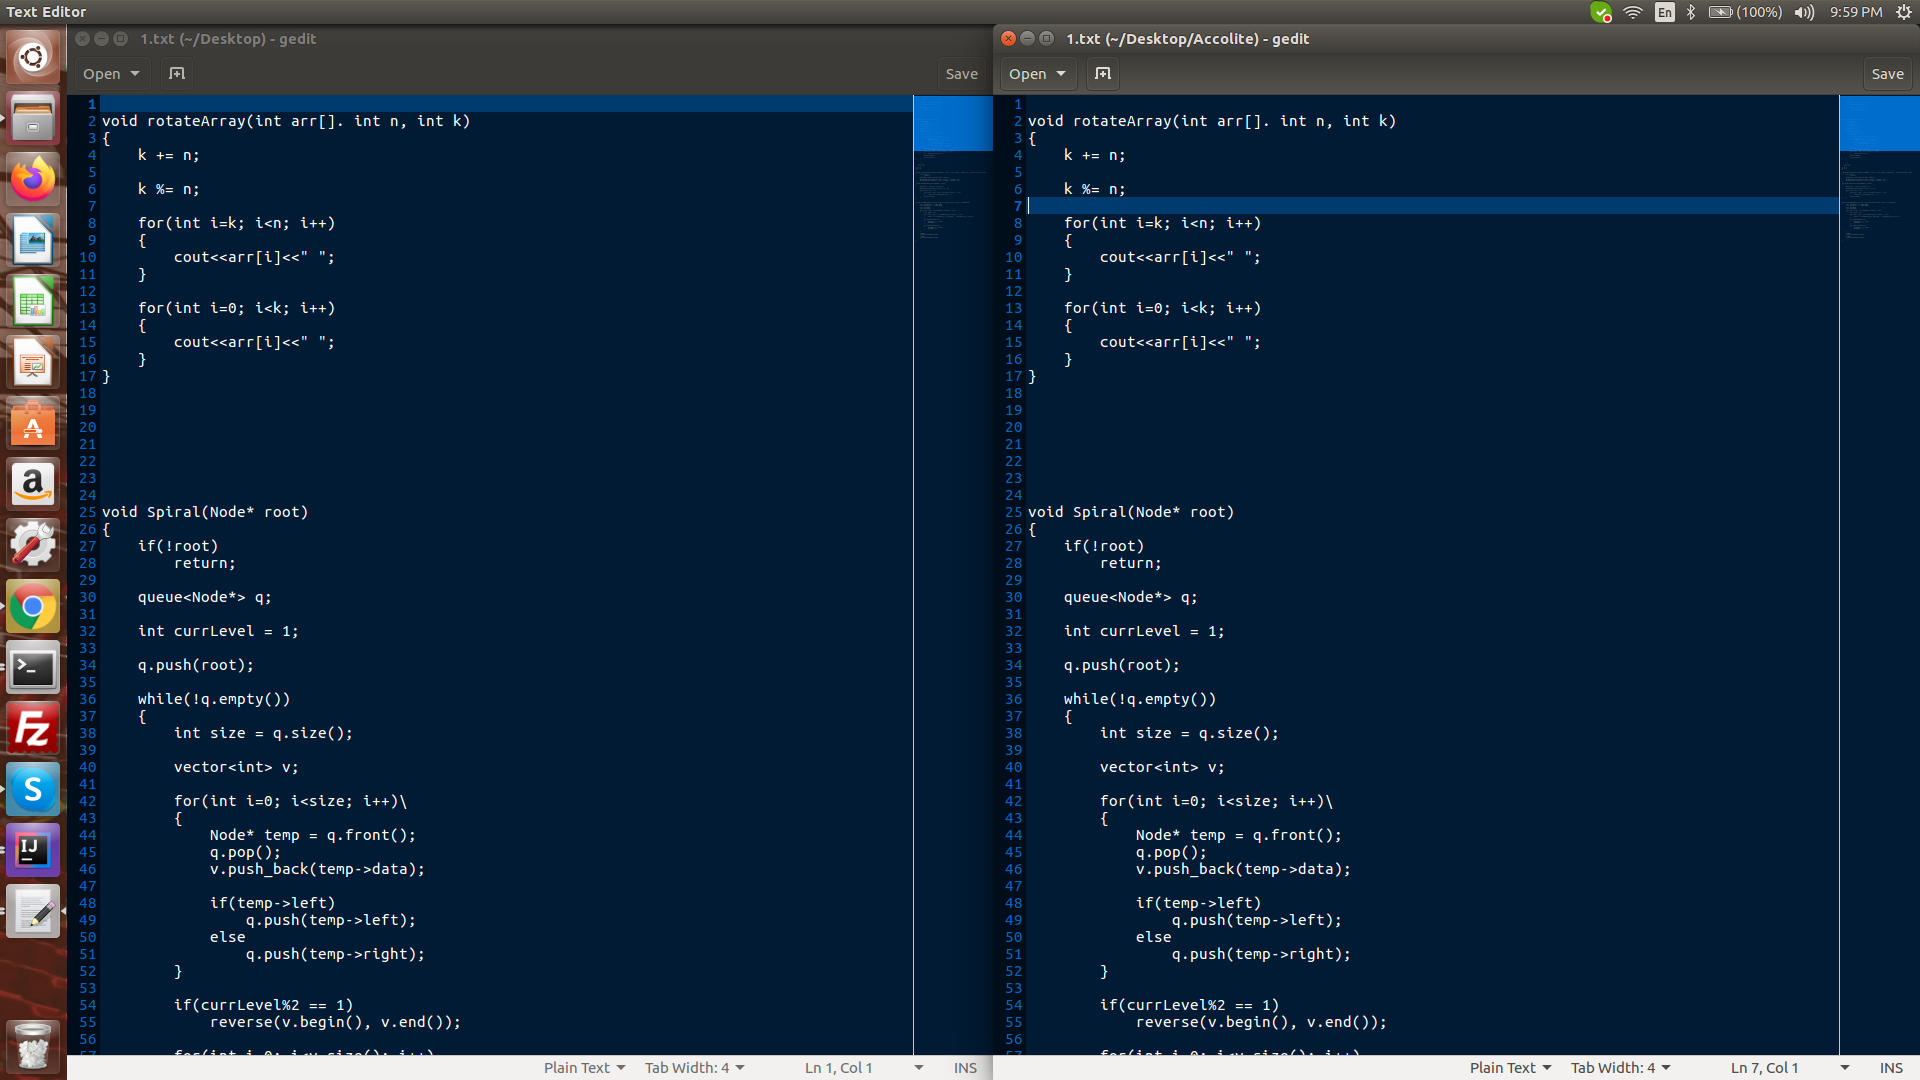 Text Editor
En
(100%)
9:59 PM
1.txt (~/Desktop) - gedit
Open
Save
1
2 void rotateArray(int arr[]. int n, int k)
3 {
4 k += n;
5
6 k %= n;
7
8 for(int i=k; i<n; i++)
9 {
10 cout<<arr[i]<<" ";
11 }
12
13 for(int i=0; i<k; i++)
14 {
15 cout<<arr[i]<<" ";
16 }
17 }
18
19
20
21
22
23
24
25 void Spiral(Node* root)
26 {
27 if(!root)
28 return;
29
30 queue<Node*> q;
31
32 int currLevel = 1;
33
34 q.push(root);
35
36 while(!q.empty())
37 {
38 int size = q.size();
39
40 vector<int> v;
41
42 for(int i=0; i<size; i++)\
43 {
44 Node* temp = q.front();
45 q.pop();
46 v.push_back(temp->data);
47
48 if(temp->left)
49 q.push(temp->left);
50 else
51 q.push(temp->right);
52 }
53
54 if(currLevel%2 == 1)
55 reverse(v.begin(), v.end());
56
57 for(int i=0; i<v.size(); i++)
Plain Text
Tab Width: 4
Ln 1, Col 1
INS
1.txt (~/Desktop/Accolite) - gedit
Open
Save
1
2 void rotateArray(int arr[]. int n, int k)
3 {
4 k += n;
5
6 k %= n;
7
8 for(int i=k; i<n; i++)
9 {
10 cout<<arr[i]<<" ";
11 }
12
13 for(int i=0; i<k; i++)
14 {
15 cout<<arr[i]<<" ";
16 }
17 }
18
19
20
21
22
23
24
25 void Spiral(Node* root)
26 {
27 if(!root)
28 return;
29
30 queue<Node*> q;
31
32 int currLevel = 1;
33
34 q.push(root);
35
36 while(!q.empty())
37 {
38 int size = q.size();
39
40 vector<int> v;
41
42 for(int i=0; i<size; i++)\
43 {
44 Node* temp = q.front();
45 q.pop();
46 v.push_back(temp->data);
47
48 if(temp->left)
49 q.push(temp->left);
50 else
51 q.push(temp->right);
52 }
53
54 if(currLevel%2 == 1)
55 reverse(v.begin(), v.end());
56
57 for(int i=0; i<v.size(); i++)
Plain Text
Tab Width: 4
Ln 7, Col 1
INS